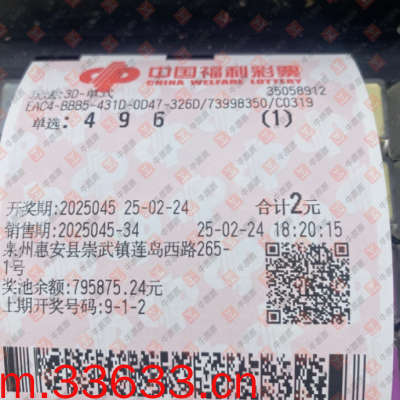 中国福利彩票
CHINA WELFARE LOTTERY
玩法:3D-单式 35058912
EAC4-BBB5-431D-0D47-326D/73998350/C0319
单选: 4 9 6 (1)
开奖期:2025045 25-02-24 合计2元
销售期:2025045-34 25-02-24 18:20:15
泉州惠安县崇武镇莲岛西路265-
1号
奖池余额:795875.24元
上期开奖号码:9-1-2
m.33633.cn